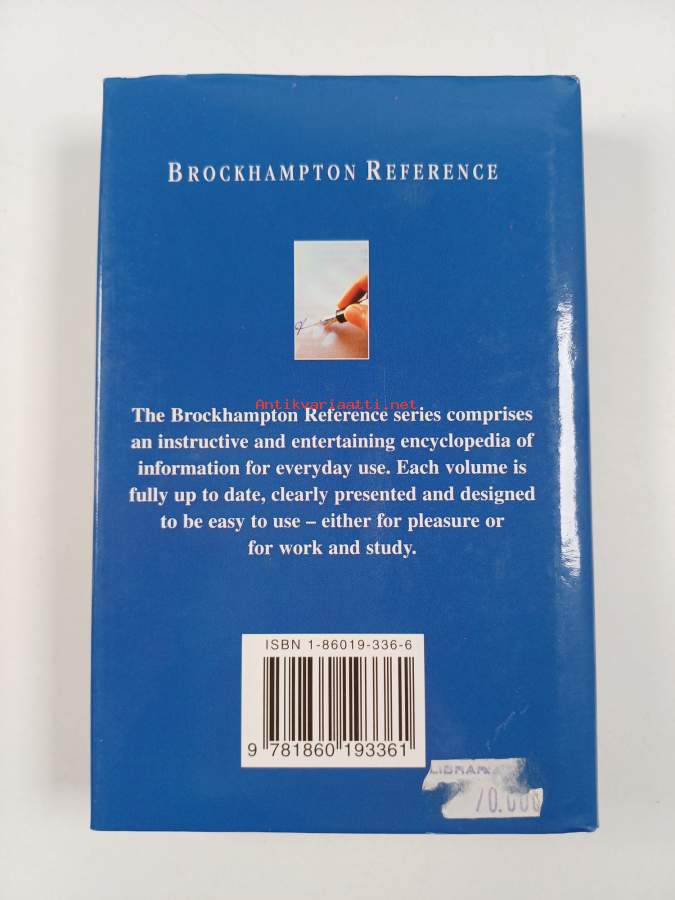 BROCKHAMPTON REFERENCE
Antikvariaatti.net
The Brockhampton Reference series comprises
an instructive and entertaining encyclopedia of
information for everyday use. Each volume is
fully up to date, clearly presented and designed
to be easy to use – either for pleasure or
for work and study.
ISBN 1-86019-336-6
9 781860 193361